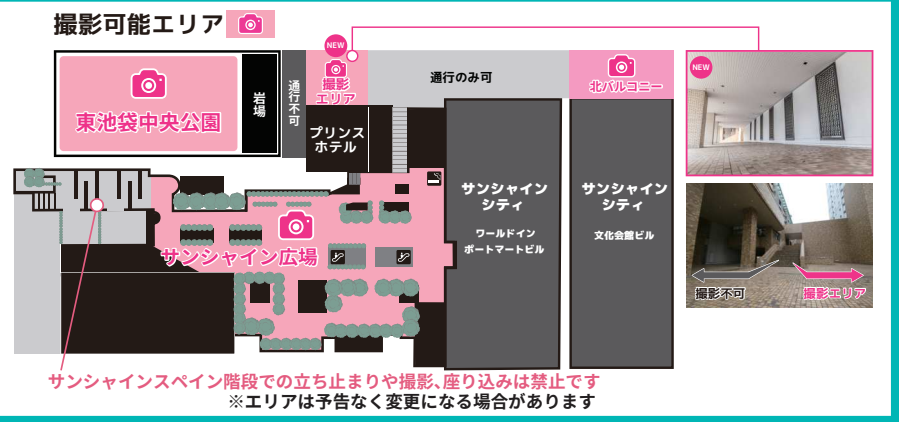 撮影可能エリア
NEW
撮影
エリア
通行のみ可
北バルコニー
NEW
東池袋中央公園
岩場
通行不可
プリンス
ホテル
サンシャイン
シティ
ワールドイン
ポートマートビル
サンシャイン
シティ
文化会館ビル
サンシャイン広場
撮影不可
撮影エリア
サンシャインスペイン階段での立ち止まりや撮影、座り込みは禁止です
※エリアは予告なく変更になる場合があります